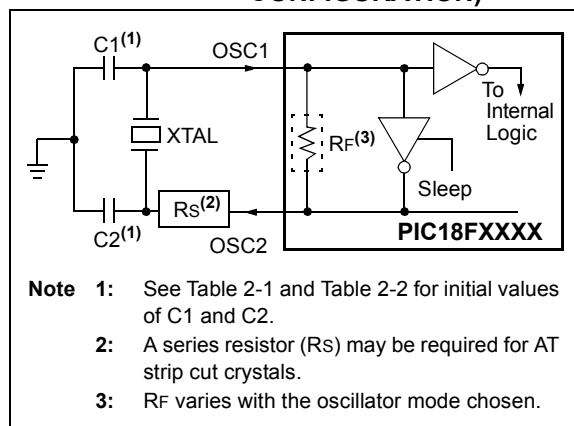 CONFIGURATION)
C1(1)
OSC1
To
Internal
Logic
XTAL
RF(3)
Sleep
RS(2)
C2(1)
OSC2
PIC18FXXXX
Note 1: See Table 2-1 and Table 2-2 for initial values
of C1 and C2.
2: A series resistor (RS) may be required for AT
strip cut crystals.
3: RF varies with the oscillator mode chosen.